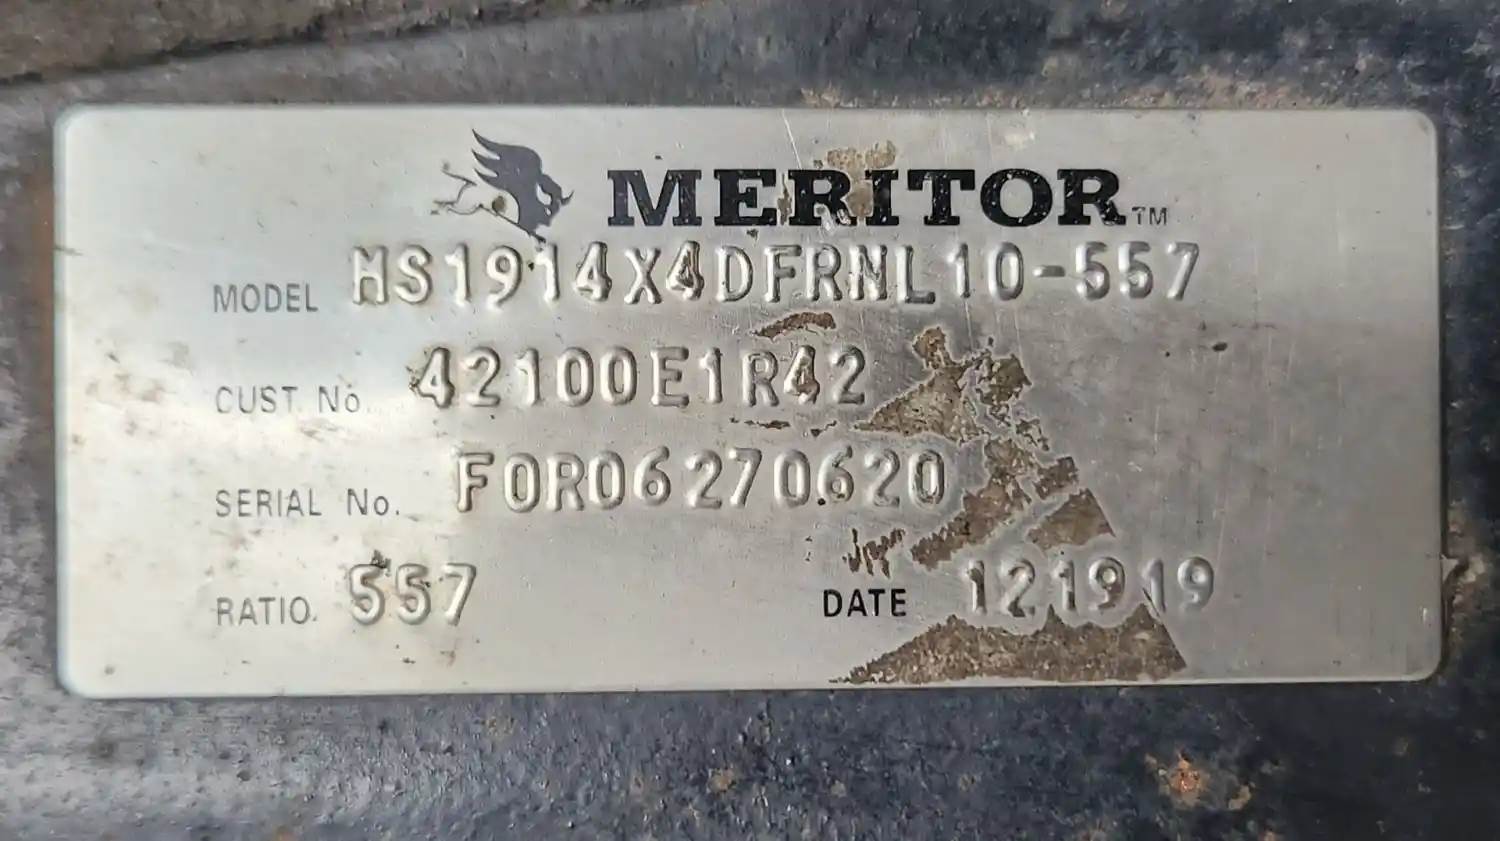 MERITOR™
MODEL MS1914X4DFRNL10-557
CUST. No. 42100E1R42
SERIAL No. F0R06270620
RATIO. 557 DATE 121919